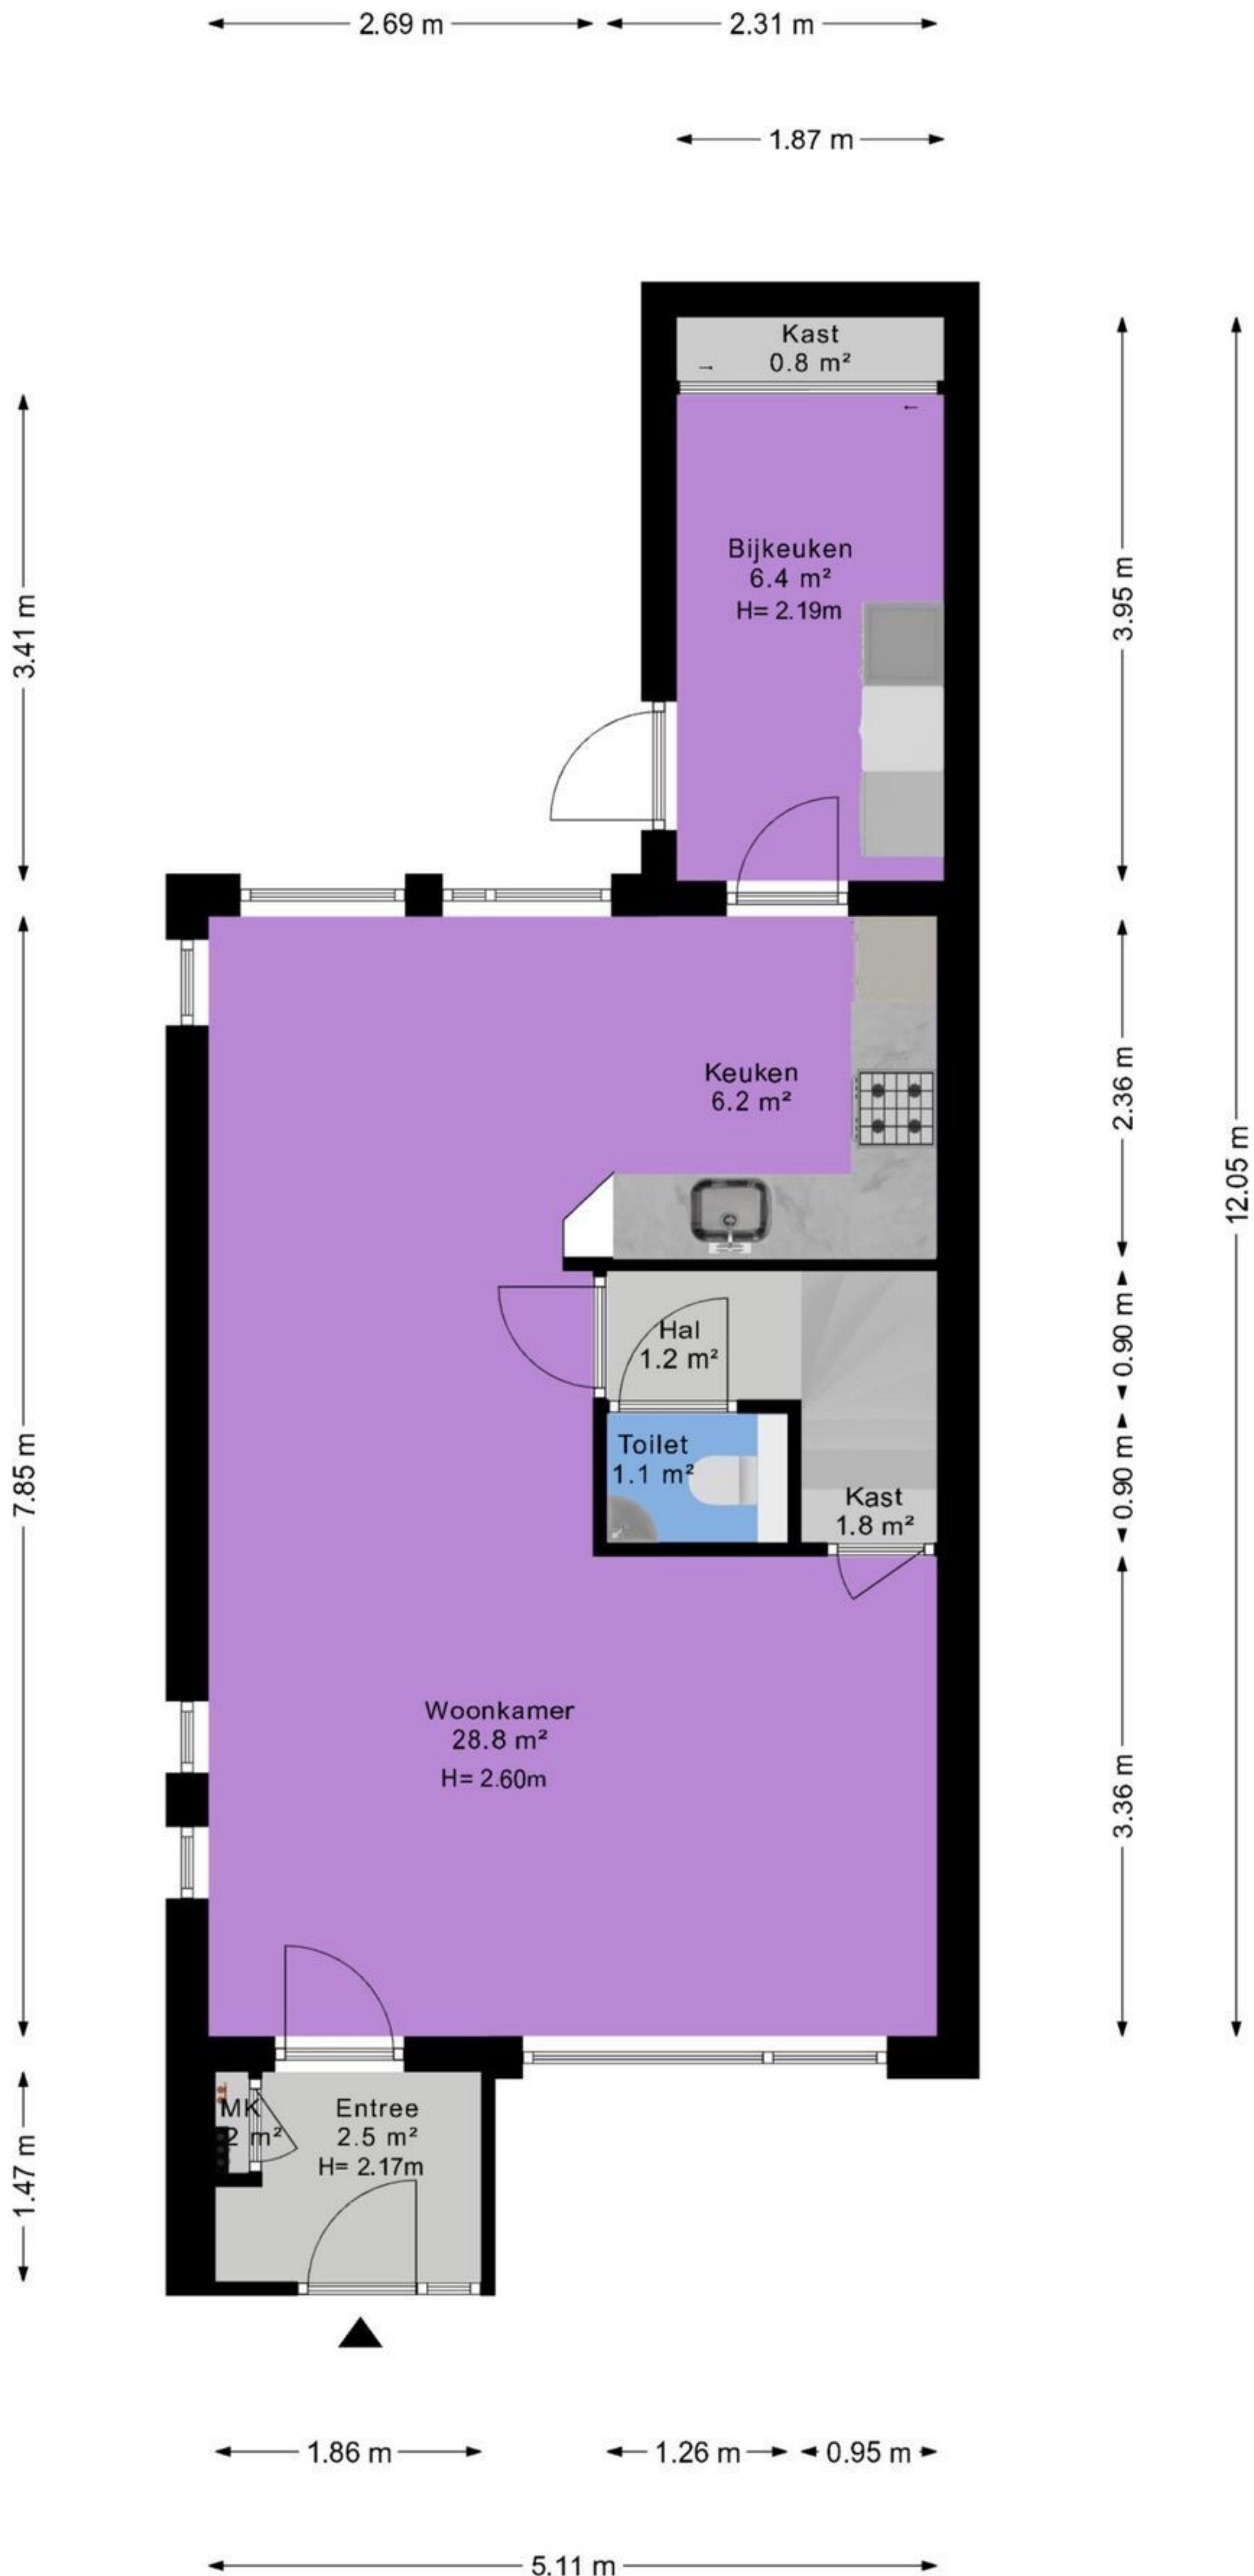 2.69 m
2.31 m
1.87 m
Kast
0.8 m²
Bijkeuken
6.4 m²
H= 2.19m
3.41 m
3.95 m
Keuken
6.2 m²
2.36 m
12.05 m
Hal
1.2 m²
0.90 m
Toilet
1.1 m²
0.90 m
Kast
1.8 m²
7.85 m
Woonkamer
28.8 m²
H= 2.60m
3.36 m
MK
2 m²
Entree
2.5 m²
H= 2.17m
1.47 m
1.86 m
1.26 m
0.95 m
5.11 m